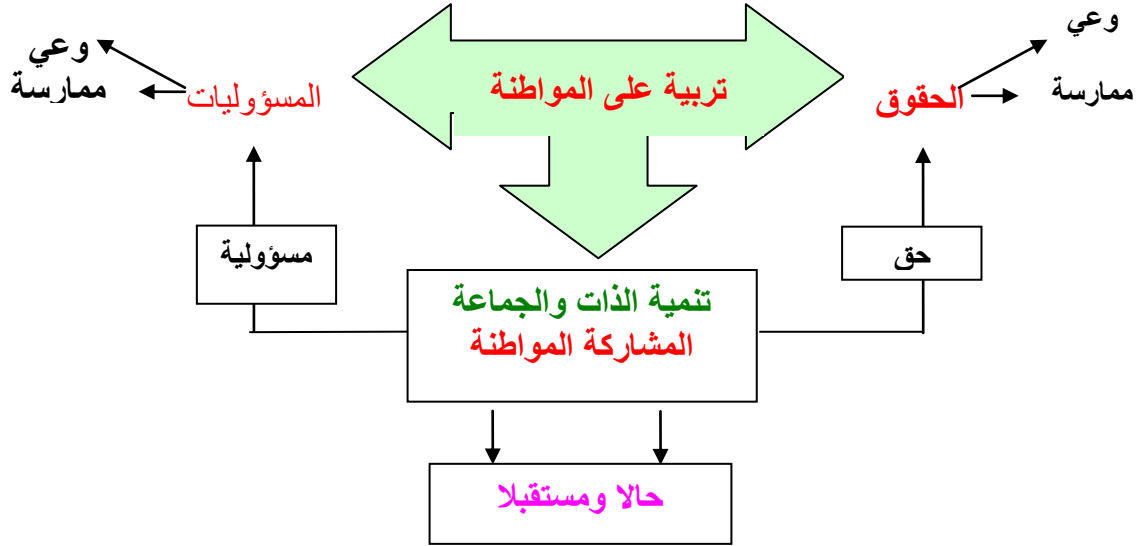 وعي
ممارسة
الحقوق
تربية على المواطنة
المسؤوليات
وعي
ممارسة
حق
مسؤولية
تنمية الذات والجماعة
المشاركة المواطنة
حالا ومستقبلا